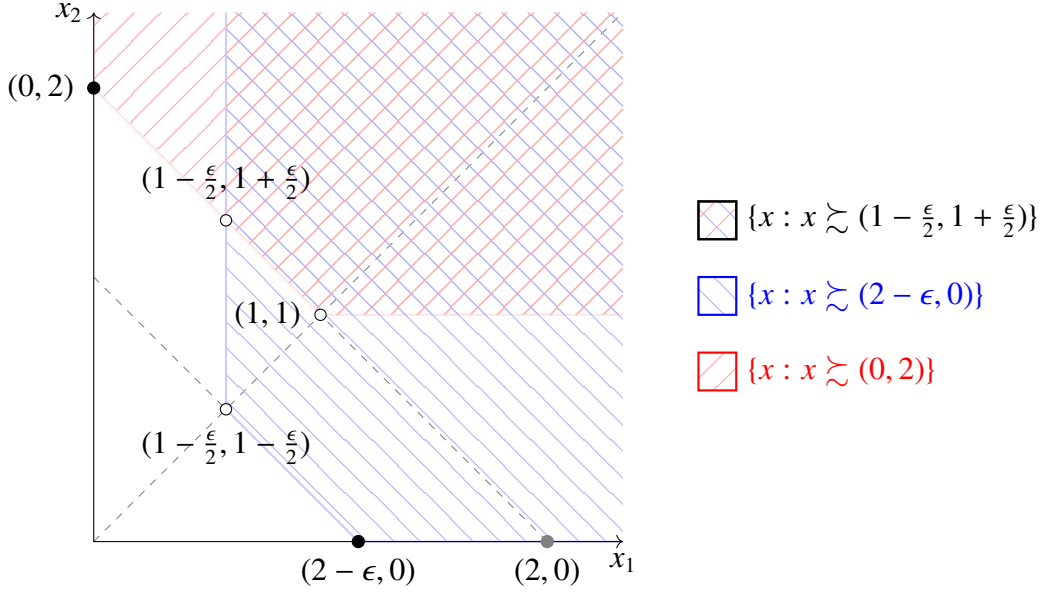 x₂
(0, 2)
(1 − ϵ/2, 1 + ϵ/2)
(1, 1)
(1 − ϵ/2, 1 − ϵ/2)
(2 − ϵ, 0)
(2, 0)
x₁
{x : x ≿ (1 − ϵ/2, 1 + ϵ/2)}
{x : x ≿ (2 − ϵ, 0)}
{x : x ≿ (0, 2)}